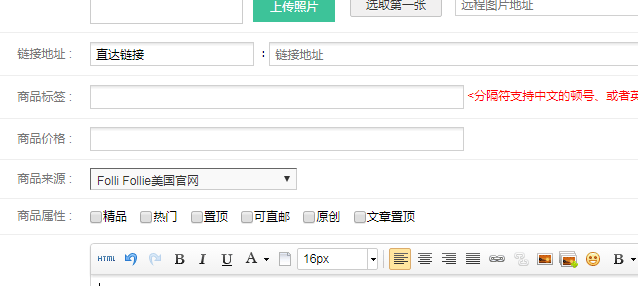 上传照片 选取第一张 远程图片地址
链接地址： 直达链接 : 链接地址
商品标签： <分隔符支持中文的顿号、或者英
商品价格：
商品来源： Folli Follie美国官网
商品属性： 精品 热门 置顶 可直邮 原创 文章置顶
HTML B I U A 16px B